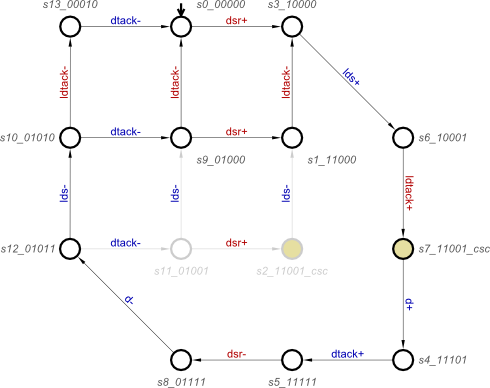 s13_00010 s0_00000 s3_10000
dtack- dsr+
ldtack- ldtack- ldtack- lds+
s10_01010 dtack- dsr+ s6_10001
s9_01000 s1_11000
lds- lds- lds- ldtack+
s12_01011 dtack- dsr+ s7_11001_csc
s11_01001 s2_11001_csc
d- d+
dsr- dtack+ s4_11101
s8_01111 s5_11111